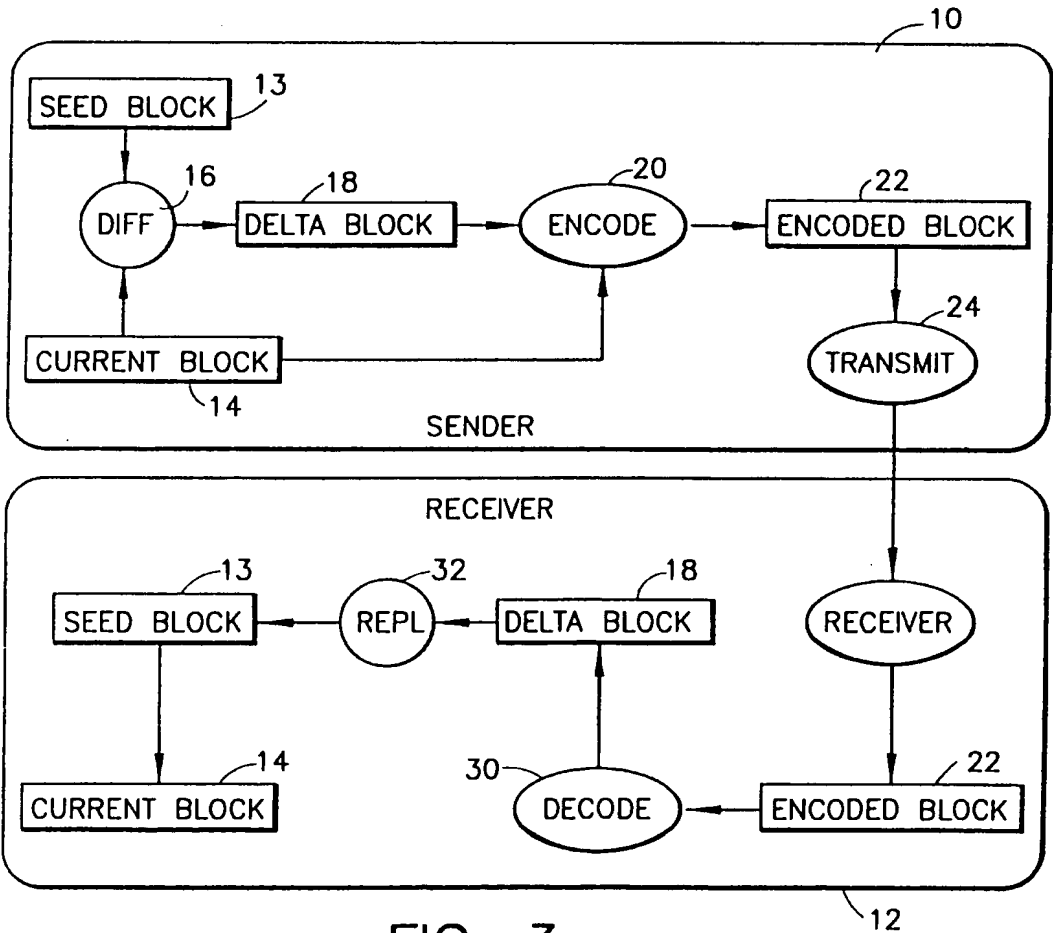 10
SEED BLOCK
13
DIFF
16
18
DELTA BLOCK
20
ENCODE
22
ENCODED BLOCK
CURRENT BLOCK
14
24
TRANSMIT
SENDER
RECEIVER
13
SEED BLOCK
32
REPL
18
DELTA BLOCK
RECEIVER
14
CURRENT BLOCK
30
DECODE
22
ENCODED BLOCK
12